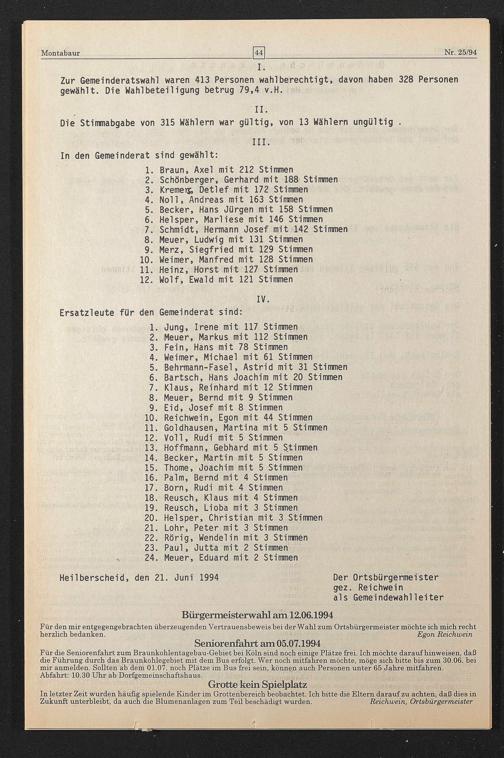 Montabaur 44 Nr. 25/94
I.
Zur Gemeinderatswahl waren 413 Personen wahlberechtigt, davon haben 328 Personen
gewählt. Die Wahlbeteiligung betrug 79,4 v.H.
II.
Die Stimmabgabe von 315 Wählern war gültig, von 13 Wählern ungültig .
III.
In den Gemeinderat sind gewählt:
1. Braun, Axel mit 212 Stimmen
2. Schönberger, Gerhard mit 188 Stimmen
3. Kremer, Detlef mit 172 Stimmen
4. Noll, Andreas mit 163 Stimmen
5. Becker, Hans Jürgen mit 158 Stimmen
6. Helsper, Marliese mit 146 Stimmen
7. Schmidt, Hermann Josef mit 142 Stimmen
8. Meuer, Ludwig mit 131 Stimmen
9. Merz, Siegfried mit 129 Stimmen
10. Weimer, Manfred mit 128 Stimmen
11. Heinz, Horst mit 127 Stimmen
12. Wolf, Ewald mit 121 Stimmen
IV.
Ersatzleute für den Gemeinderat sind:
1. Jung, Irene mit 117 Stimmen
2. Meuer, Markus mit 112 Stimmen
3. Fein, Hans mit 78 Stimmen
4. Weimer, Michael mit 61 Stimmen
5. Behrmann-Fasel, Astrid mit 31 Stimmen
6. Bartsch, Hans Joachim mit 20 Stimmen
7. Klaus, Reinhard mit 12 Stimmen
8. Meuer, Bernd mit 9 Stimmen
9. Eid, Josef mit 8 Stimmen
10. Reichwein, Egon mit 44 Stimmen
11. Goldhausen, Martina mit 5 Stimmen
12. Voll, Rudi mit 5 Stimmen
13. Hoffmann, Gebhard mit 5 Stimmen
14. Becker, Martin mit 5 Stimmen
15. Thome, Joachim mit 5 Stimmen
16. Palm, Bernd mit 4 Stimmen
17. Born, Rudi mit 4 Stimmen
18. Reusch, Klaus mit 4 Stimmen
19. Reusch, Lioba mit 3 Stimmen
20. Helsper, Christian mit 3 Stimmen
21. Lohr, Peter mit 3 Stimmen
22. Rörig, Wendelin mit 3 Stimmen
23. Paul, Jutta mit 2 Stimmen
24. Meuer, Eduard mit 2 Stimmen
Heilberscheid, den 21. Juni 1994 Der Ortsbürgermeister
gez. Reichwein
als Gemeindewahlleiter
Bürgermeisterwahl am 12.06.1994
Für den mir entgegengebrachten überzeugenden Vertrauensbeweis bei der Wahl zum Ortsbürgermeister möchte ich mich recht
herzlich bedanken. Egon Reichwein
Seniorenfahrt am 05.07.1994
Für die Seniorenfahrt zum Braunkohlentagebau-Gebiet bei Köln sind noch einige Plätze frei. Ich möchte darauf hinweisen, daß
die Führung durch das Braunkohlegebiet mit dem Bus erfolgt. Wer noch mitfahren möchte, möge sich bitte bis zum 30.06. bei
mir anmelden. Sollten ab dem 01.07. noch Plätze im Bus frei sein, können auch Personen unter 65 Jahre mitfahren.
Abfahrt: 10.30 Uhr ab Dorfgemeinschaftshaus.
Grotte kein Spielplatz
In letzter Zeit wurden häufig spielende Kinder im Grottenbereich beobachtet. Ich bitte die Eltern darauf zu achten, daß dies in
Zukunft unterbleibt, da auch die Blumenanlagen zum Teil beschädigt wurden. Reichwein, Ortsbürgermeister